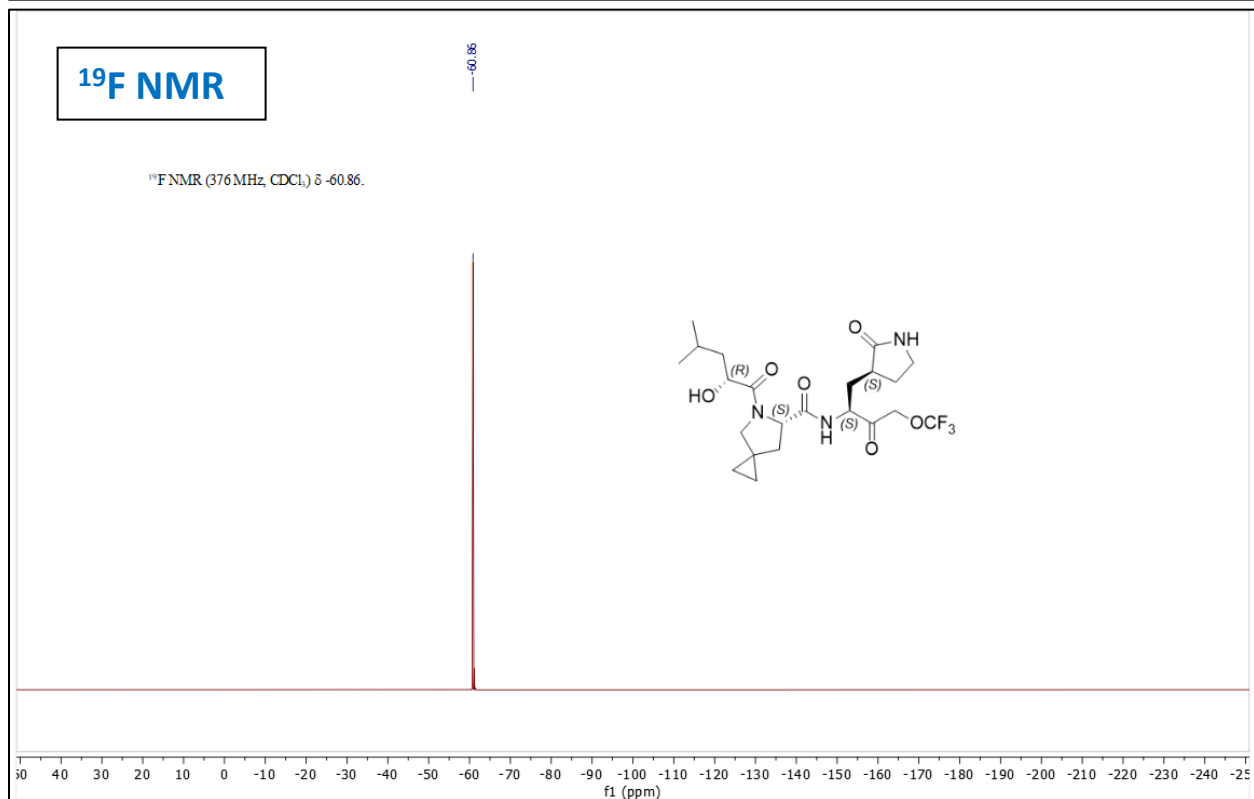 -60.86
¹⁹F NMR
¹⁹F NMR (376 MHz, CDCl₃) δ -60.86.
O
NH
(R)
O
O
(S)
HO
N
(S)
N
H
(S)
O
OCF₃
50 40 30 20 10 0 -10 -20 -30 -40 -50 -60 -70 -80 -90 -100 -110 -120 -130 -140 -150 -160 -170 -180 -190 -200 -210 -220 -230 -240 -25
f1 (ppm)